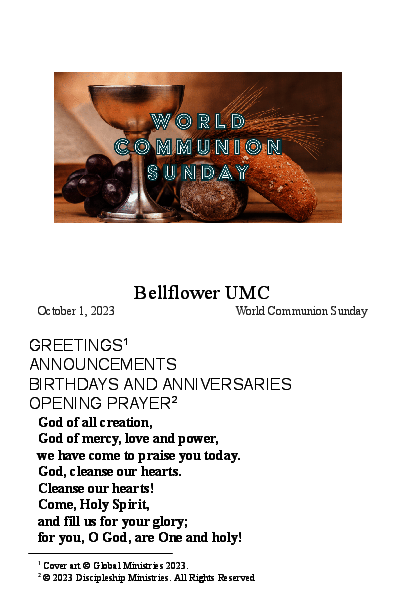 WORLD
COMMUNION
SUNDAY
Bellflower UMC
October 1, 2023 World Communion Sunday
GREETINGS¹
ANNOUNCEMENTS
BIRTHDAYS AND ANNIVERSARIES
OPENING PRAYER²
God of all creation,
God of mercy, love and power,
we have come to praise you today.
God, cleanse our hearts.
Cleanse our hearts!
Come, Holy Spirit,
and fill us for your glory;
for you, O God, are One and holy!
¹ Cover art © Global Ministries 2023.
² © 2023 Discipleship Ministries. All Rights Reserved